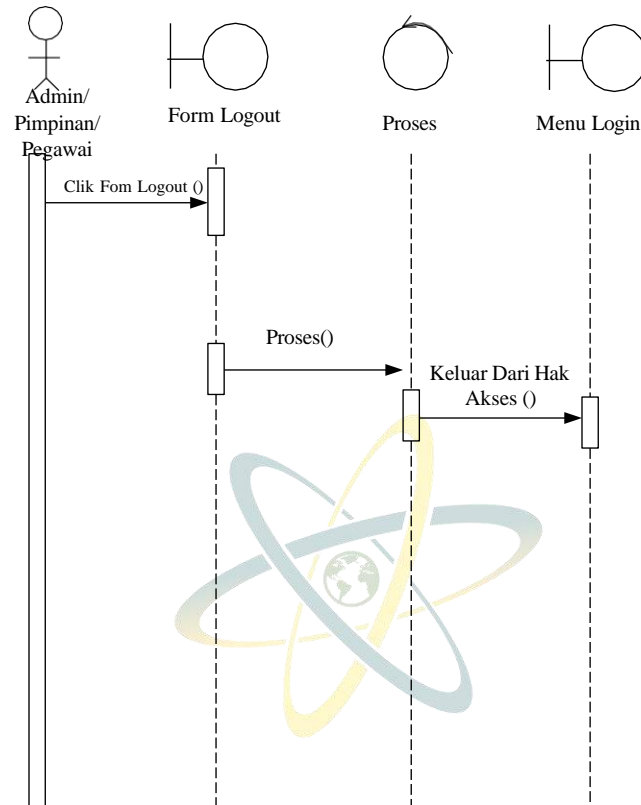 Admin/
Pimpinan/
Pegawai
Form Logout
Proses
Menu Login
Clik Fom Logout ()
Proses()
Keluar Dari Hak
Akses ()